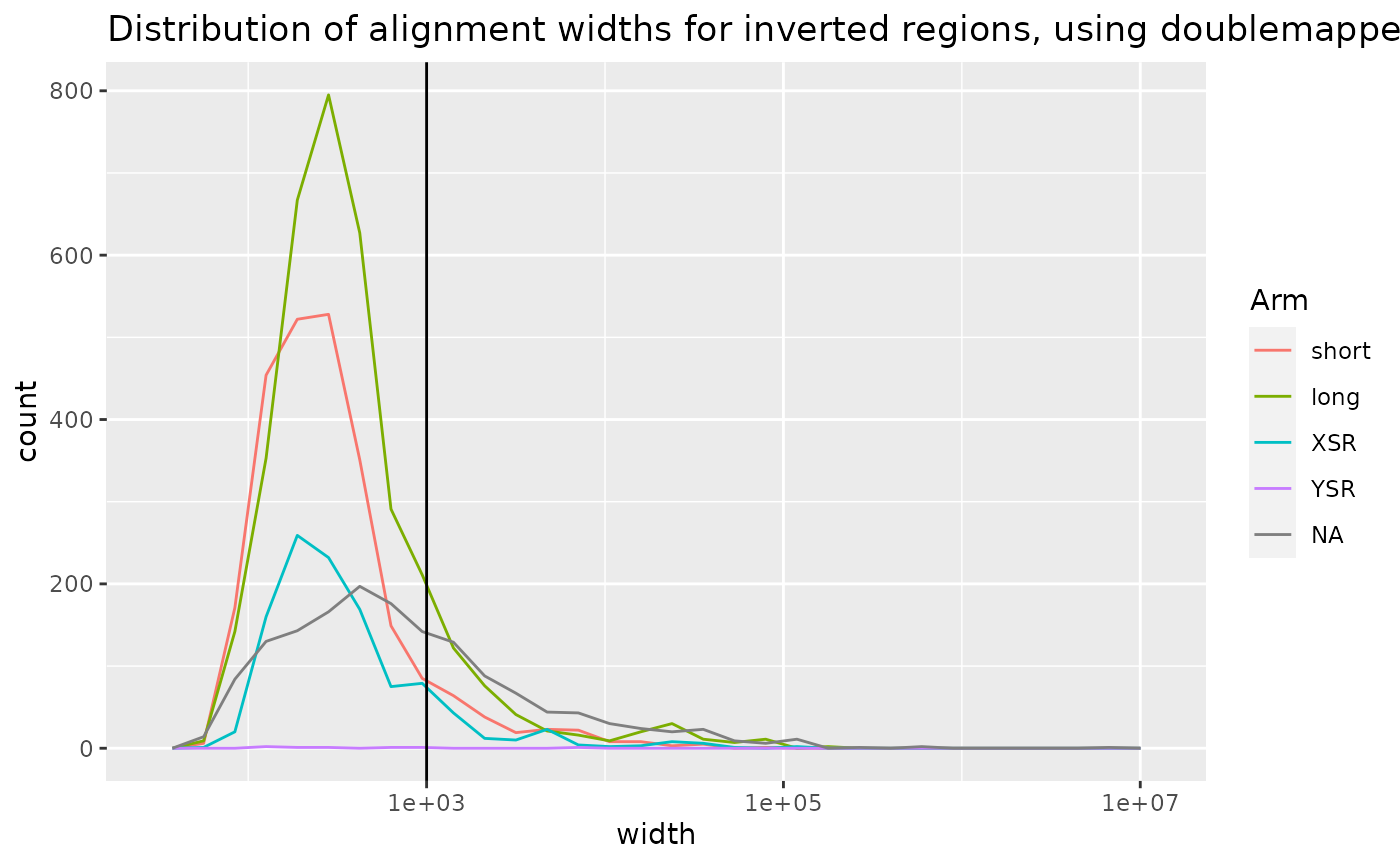 Distribution of alignment widths for inverted regions, using doublemappe
800
600
400
200
0
count
1e+03
1e+05
1e+07
width
Arm
short
long
XSR
YSR
NA